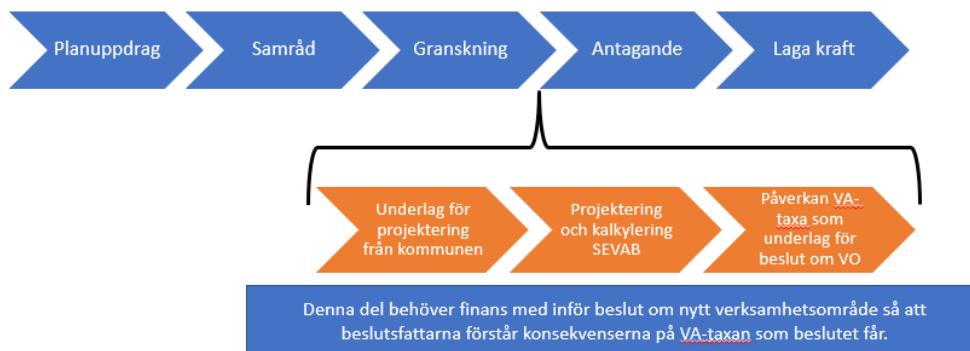 Planuppdrag
Samråd
Granskning
Antagande
Laga kraft
Underlag för
projektering
från kommunen
Projektering
och kalkylering
SEVAB
Påverkan VA-
taxa som
underlag för
beslut om VO
Denna del behöver finans med inför beslut om nytt verksamhetsområde så att
beslutsfattarna förstår konsekvenserna på VA-taxan som beslutet får.